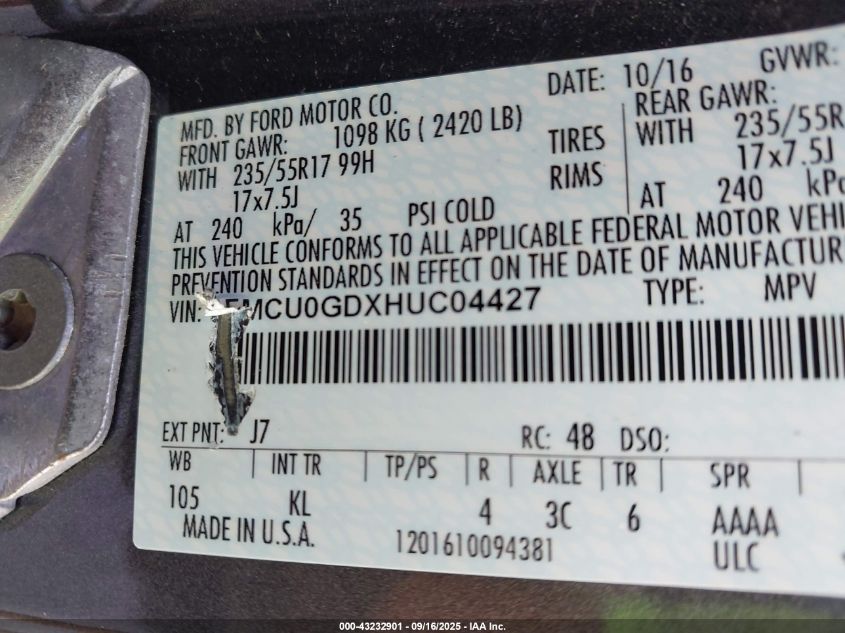 MFD. BY FORD MOTOR CO. DATE: 10/16 GVWR:
FRONT GAWR: 1098 KG ( 2420 LB) REAR GAWR:
WITH 235/55R17 99H TIRES WITH 235/55R
17x7.5J RIMS 17x7.5J
AT 240 kPa/ 35 PSI COLD AT 240 kPa
THIS VEHICLE CONFORMS TO ALL APPLICABLE FEDERAL MOTOR VEHI
PREVENTION STANDARDS IN EFFECT ON THE DATE OF MANUFACTUR
VIN: MCU0GDXHUC04427 TYPE: MPV
EXT PNT: J7 RC: 48 DSO:
WB INT TR TP/PS R AXLE TR SPR
105 KL 4 3C 6 AAAA
MADE IN U.S.A. 1201610094381 ULC
000-43232901 - 09/16/2025 - IAA Inc.